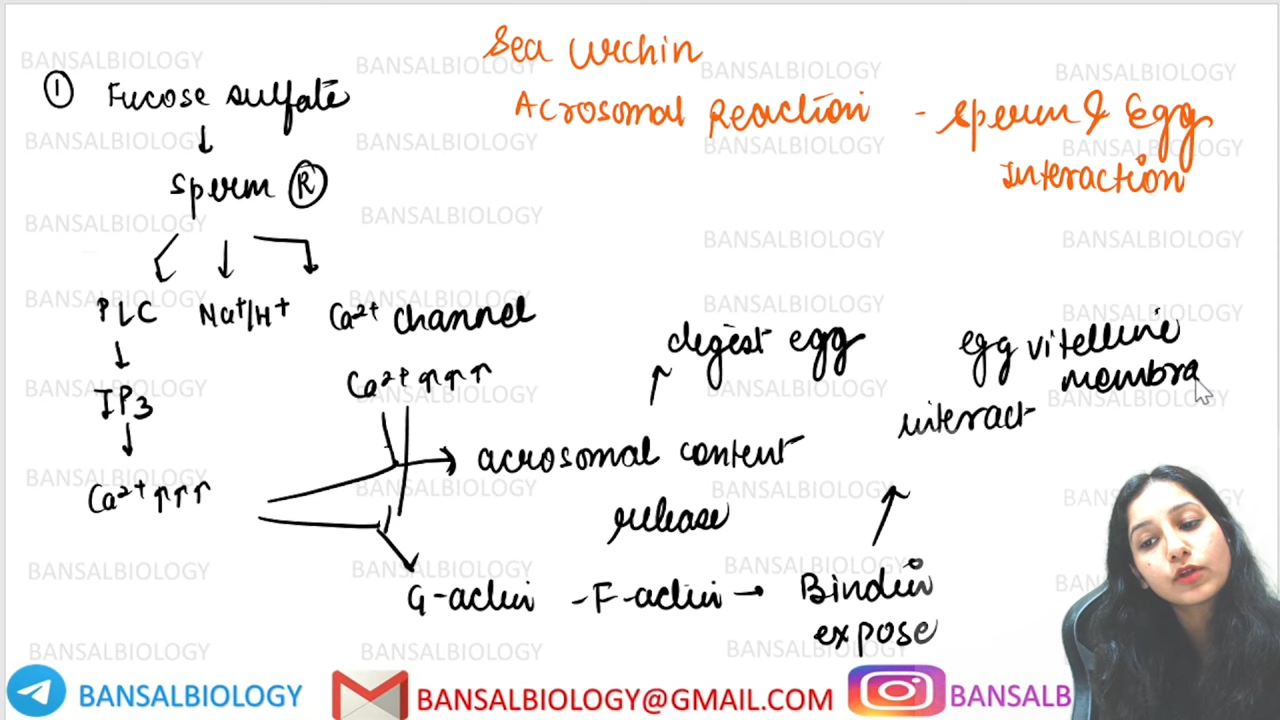 Sea Urchin
Acrosomal Reaction - Sperm & Egg
Interaction
① Fucose sulfate
↓
Sperm Ⓡ
PLC Na+/H+ Ca2+ channel
↓
IP3
↓
Ca2+ ↑↑↑
Ca2+ ↑↑↑
acrosomal content
release
digest egg
G-actin - F-actin → Bindin
expose
interact
egg vitelline
membra
BANSALBIOLOGY
BANSALBIOLOGY@GMAIL.COM
BANSALB